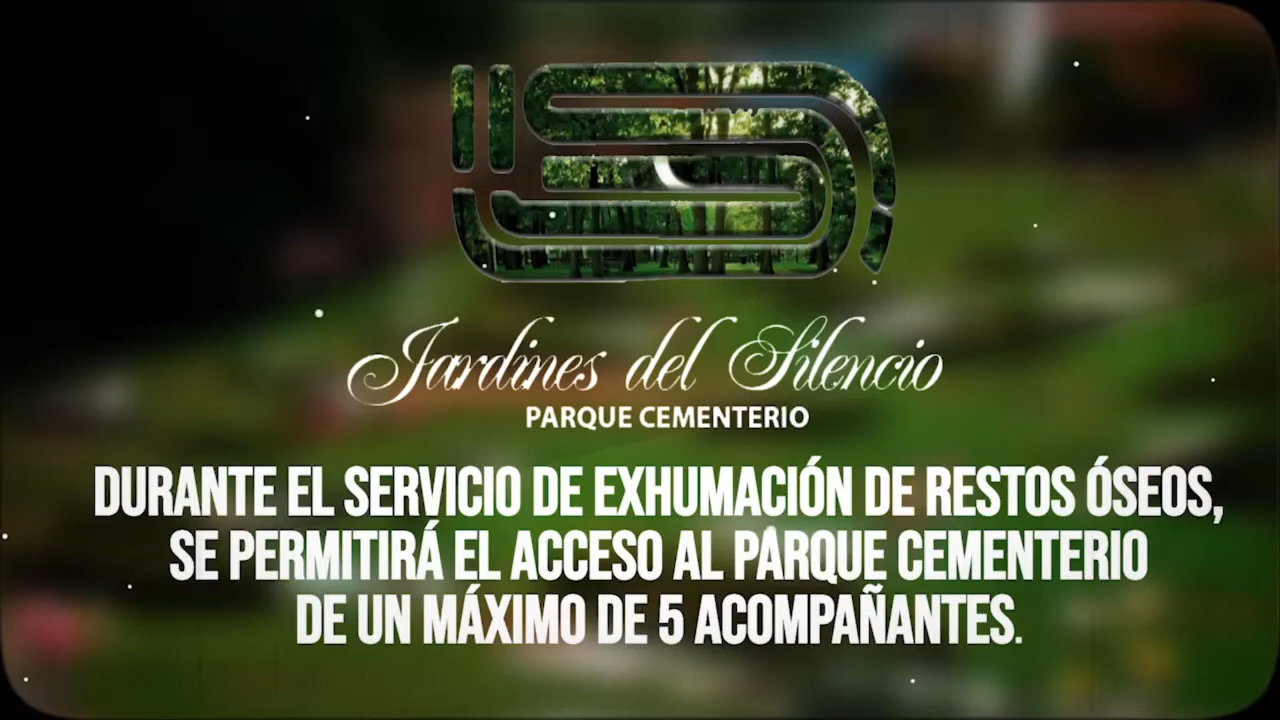 Jardines del Silencio
PARQUE CEMENTERIO
DURANTE EL SERVICIO DE EXHUMACIÓN DE RESTOS ÓSEOS,
SE PERMITIRÁ EL ACCESO AL PARQUE CEMENTERIO
DE UN MÁXIMO DE 5 ACOMPAÑANTES.